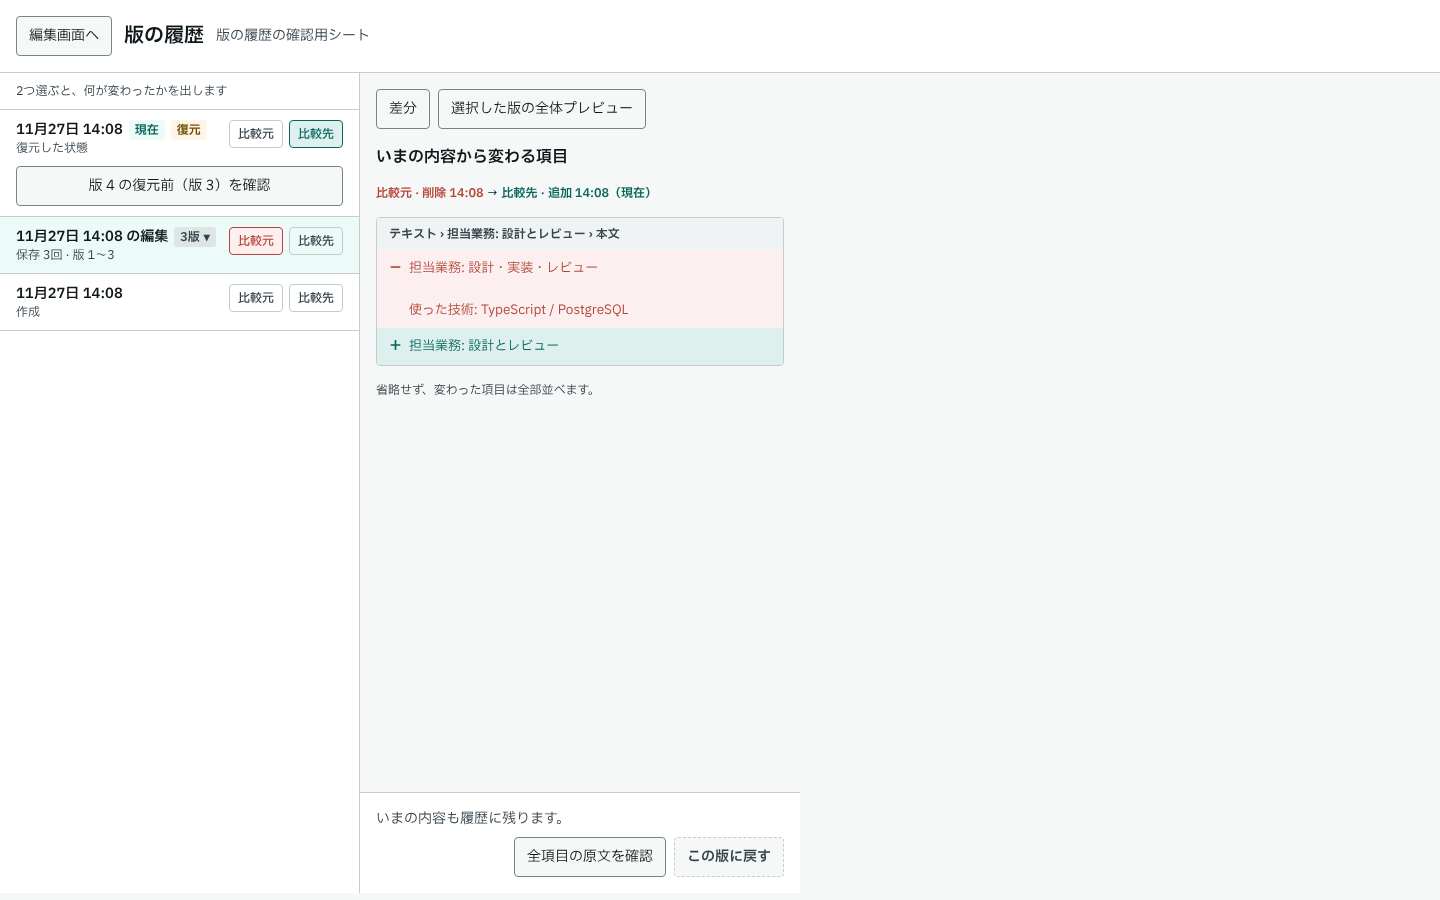 編集画面へ
版の履歴
版の履歴の確認用シート
2つ選ぶと、何が変わったかを出します
11月27日 14:08 現在 復元
復元した状態
比較元
比較先
版 4 の復元前（版 3）を確認
11月27日 14:08 の編集 3版 ▾
保存 3回 · 版 1〜3
比較元
比較先
11月27日 14:08
作成
比較元
比較先
差分
選択した版の全体プレビュー
いまの内容から変わる項目
比較元 · 削除 14:08 → 比較先 · 追加 14:08（現在）
テキスト › 担当業務: 設計とレビュー › 本文
− 担当業務: 設計・実装・レビュー
使った技術: TypeScript / PostgreSQL
+ 担当業務: 設計とレビュー
省略せず、変わった項目は全部並べます。
いまの内容も履歴に残ります。
全項目の原文を確認
この版に戻す